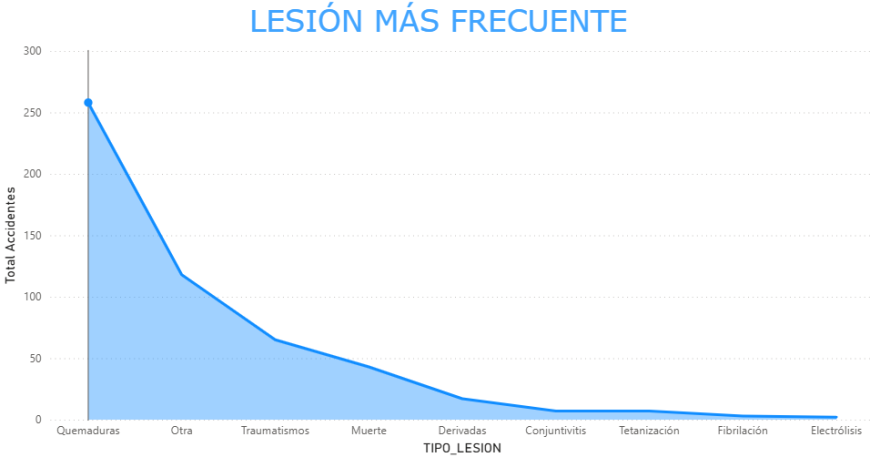 LESIÓN MÁS FRECUENTE
300
250
200
150
100
50
0
Total Accidentes
Quemaduras Otra Traumatismos Muerte Derivadas Conjuntivitis Tetanización Fibrilación Electrólisis
TIPO_LESION